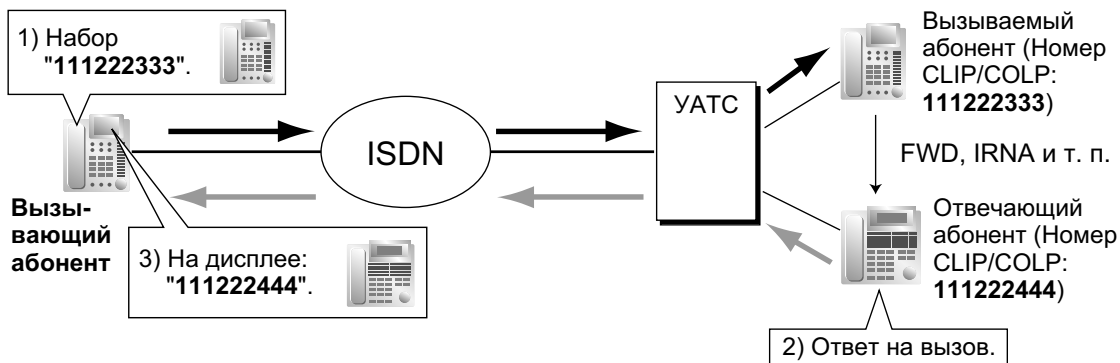 1) Набор
"111222333".
Вызы-
вающий
абонент
3) На дисплее:
"111222444".
ISDN
УАТС
Вызываемый
абонент (Номер
CLIP/COLP:
111222333)
FWD, IRNA и т. п.
Отвечающий
абонент (Номер
CLIP/COLP:
111222444)
2) Ответ на вызов.